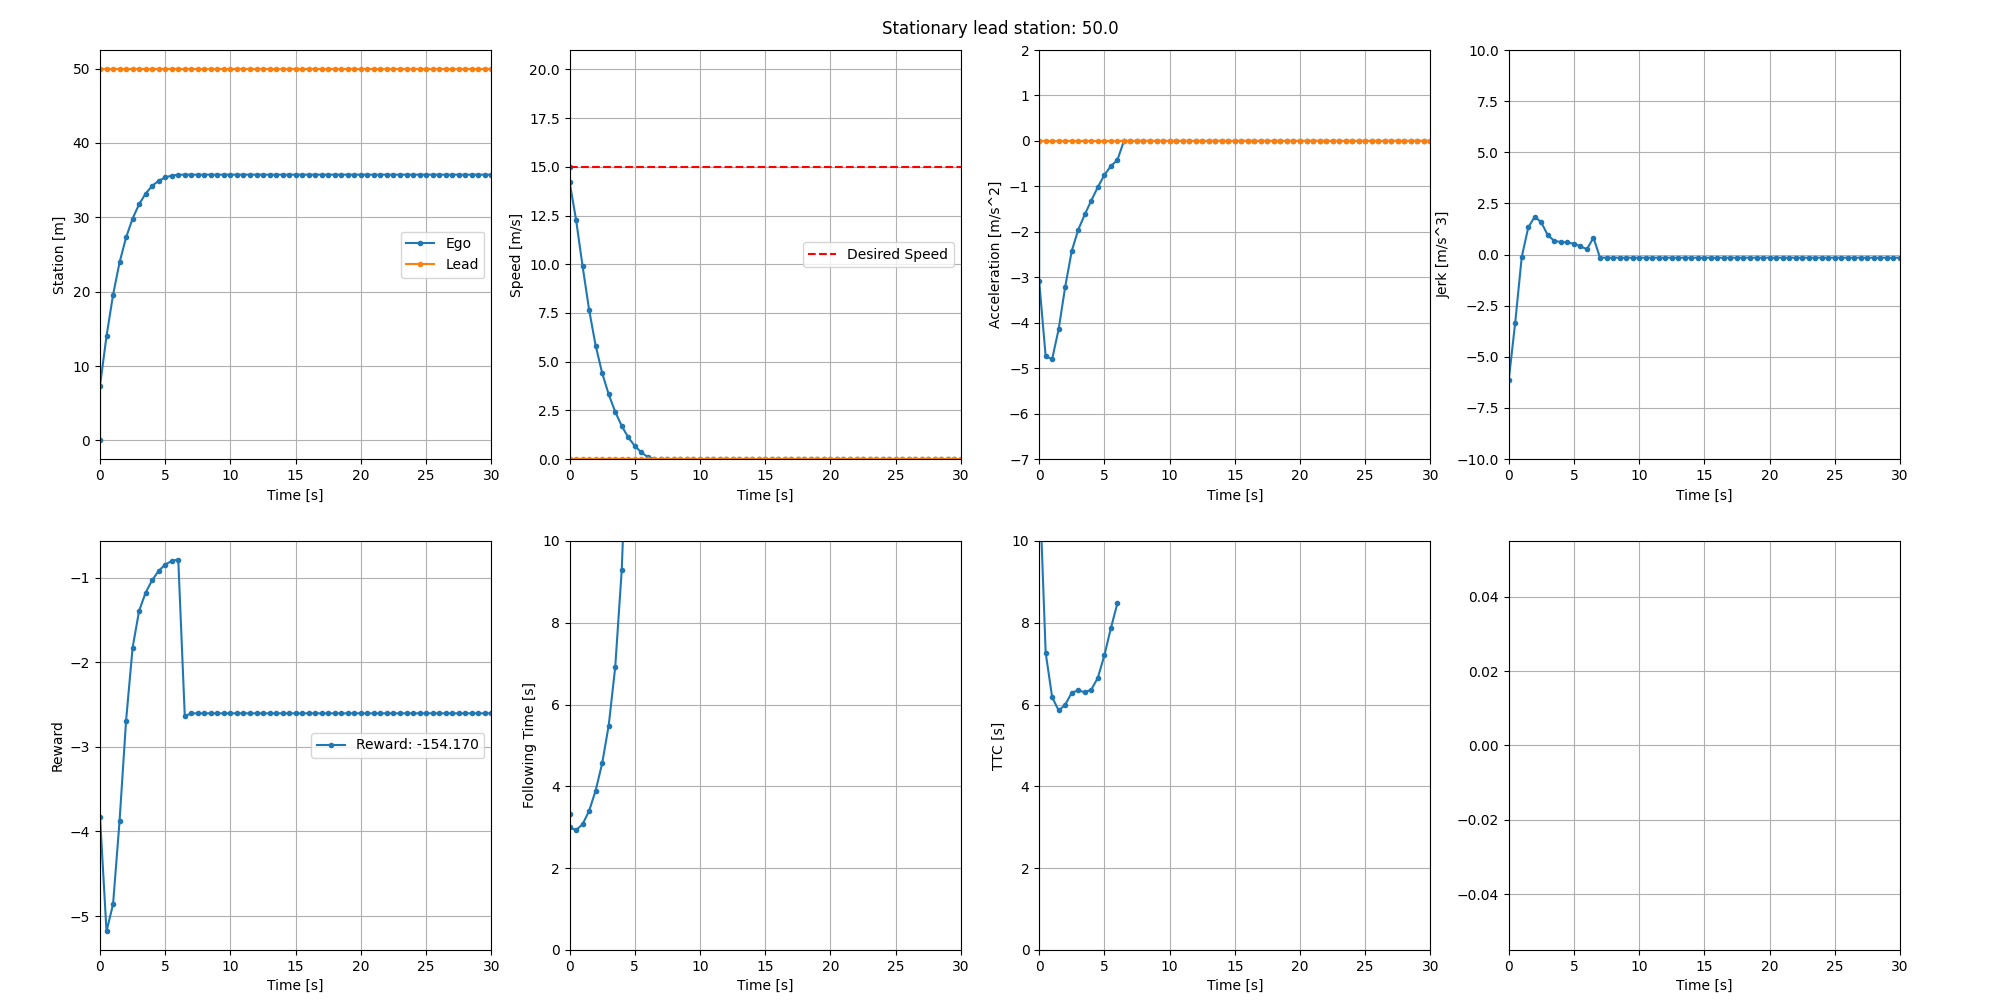 Stationary lead station: 50.0
50
40
30
20
10
0
Station [m]
Ego
Lead
0 5 10 15 20 25 30
Time [s]
20.0
17.5
15.0
12.5
10.0
7.5
5.0
2.5
0.0
Speed [m/s]
Desired Speed
0 5 10 15 20 25 30
Time [s]
2
1
0
−1
−2
−3
−4
−5
−6
−7
Acceleration [m/s^2]
0 5 10 15 20 25 30
Time [s]
10.0
7.5
5.0
2.5
0.0
−2.5
−5.0
−7.5
−10.0
Jerk [m/s^3]
0 5 10 15 20 25 30
Time [s]
−1
−2
−3
−4
−5
Reward
Reward: -154.170
0 5 10 15 20 25 30
Time [s]
10
8
6
4
2
0
Following Time [s]
0 5 10 15 20 25 30
Time [s]
10
8
6
4
2
0
TTC [s]
0 5 10 15 20 25 30
Time [s]
0.04
0.02
0.00
−0.02
−0.04
0 5 10 15 20 25 30
Time [s]